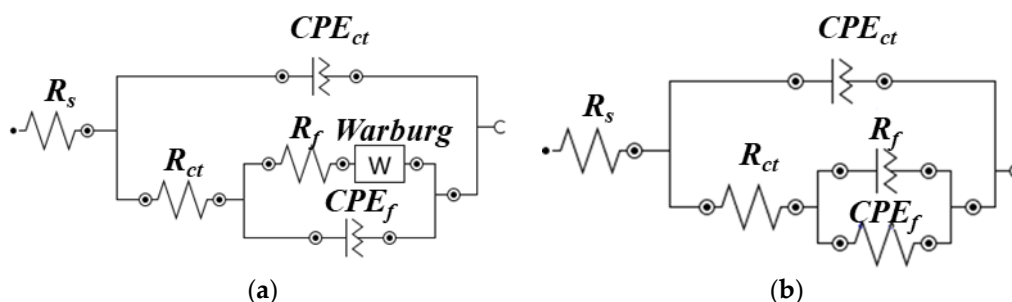 CPEct
Rs
Rf Warburg
W
Rct
CPEf
(a)
CPEct
Rs
Rf
Rct
CPEf
(b)